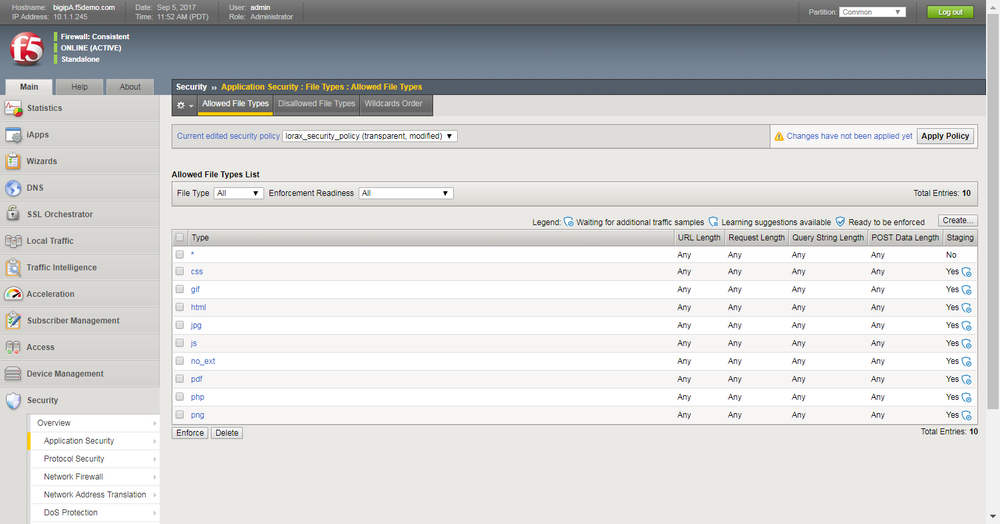 Hostname: bigipA.f5demo.com Date: Sep 5, 2017 User: admin
IP Address: 10.1.1.245 Time: 11:52 AM (PDT) Role: Administrator
Partition: Common Log out
f5
Firewall: Consistent
ONLINE (ACTIVE)
Standalone
Main Help About
Statistics
iApps
Wizards
DNS
SSL Orchestrator
Local Traffic
Traffic Intelligence
Acceleration
Subscriber Management
Access
Device Management
Security
Overview
Application Security
Protocol Security
Network Firewall
Network Address Translation
DoS Protection
Security ›› Application Security : File Types : Allowed File Types
Allowed File Types Disallowed File Types Wildcards Order
Current edited security policy lorax_security_policy (transparent, modified) Changes have not been applied yet Apply Policy
Allowed File Types List
File Type All Enforcement Readiness All Total Entries: 10
Legend: Waiting for additional traffic samples Learning suggestions available Ready to be enforced Create...
Type URL Length Request Length Query String Length POST Data Length Staging
* Any Any Any Any No
css Any Any Any Any Yes
gif Any Any Any Any Yes
html Any Any Any Any Yes
jpg Any Any Any Any Yes
js Any Any Any Any Yes
no_ext Any Any Any Any Yes
pdf Any Any Any Any Yes
php Any Any Any Any Yes
png Any Any Any Any Yes
Enforce Delete Total Entries: 10